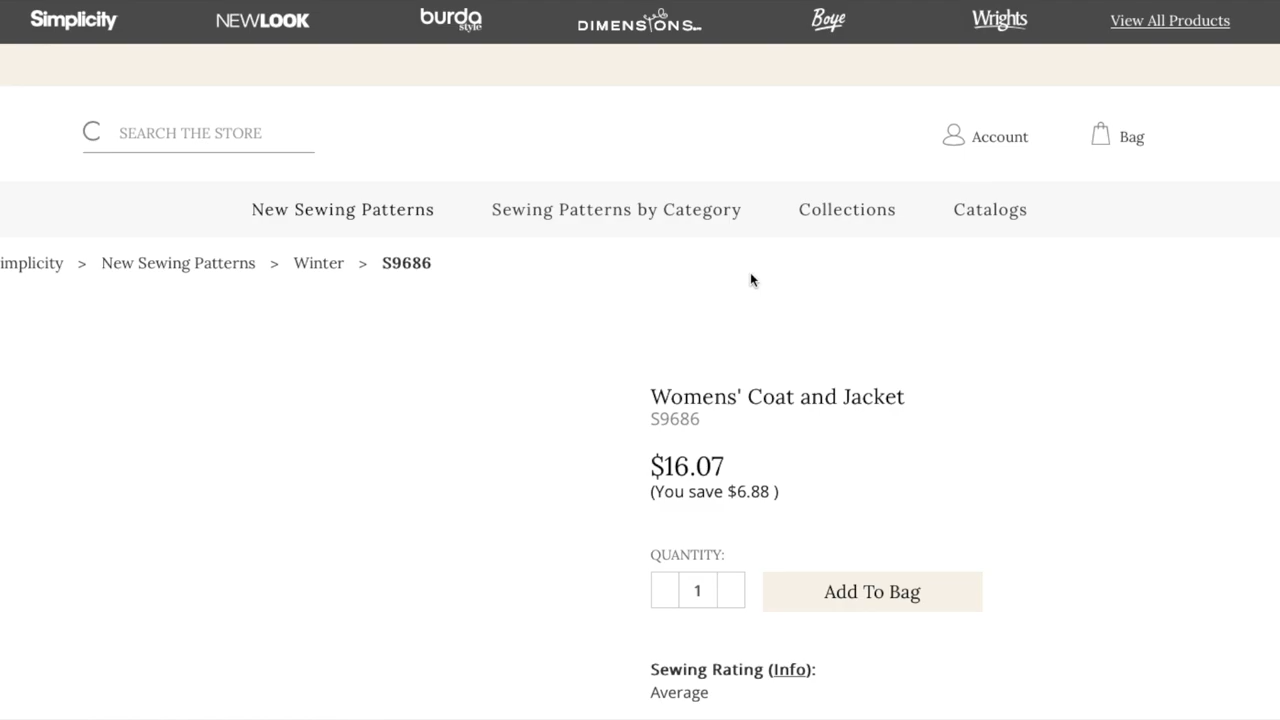 Simplicity NEWLOOK burda style DIMENSIONS Boye Wrights View All Products
SEARCH THE STORE
Account Bag
New Sewing Patterns Sewing Patterns by Category Collections Catalogs
implicity > New Sewing Patterns > Winter > S9686
Womens' Coat and Jacket
S9686
$16.07
(You save $6.88 )
QUANTITY:
1 Add To Bag
Sewing Rating (Info):
Average